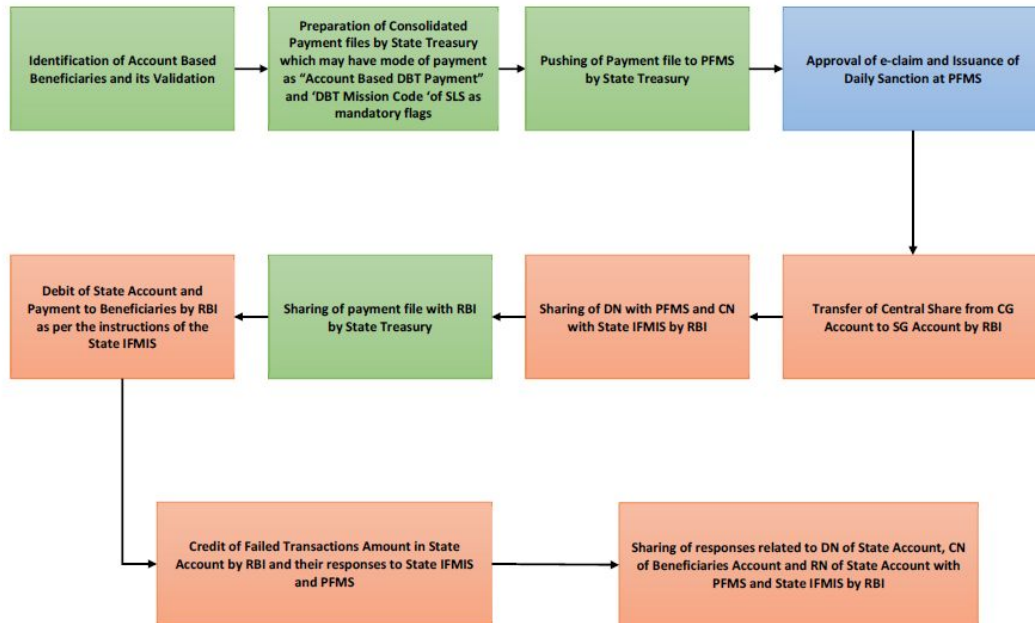 Identification of Account Based
Beneficiaries and its Validation
Preparation of Consolidated
Payment files by State Treasury
which may have mode of payment
as “Account Based DBT Payment”
and ‘DBT Mission Code ‘of SLS as
mandatory flags
Pushing of Payment file to PFMS
by State Treasury
Approval of e-claim and Issuance of
Daily Sanction at PFMS
Debit of State Account and
Payment to Beneficiaries by RBI
as per the instructions of the
State IFMIS
Sharing of payment file with RBI
by State Treasury
Sharing of DN with PFMS and CN
with State IFMIS by RBI
Transfer of Central Share from CG
Account to SG Account by RBI
Credit of Failed Transactions Amount in State
Account by RBI and their responses to State IFMIS
and PFMS
Sharing of responses related to DN of State Account, CN
of Beneficiaries Account and RN of State Account with
PFMS and State IFMIS by RBI